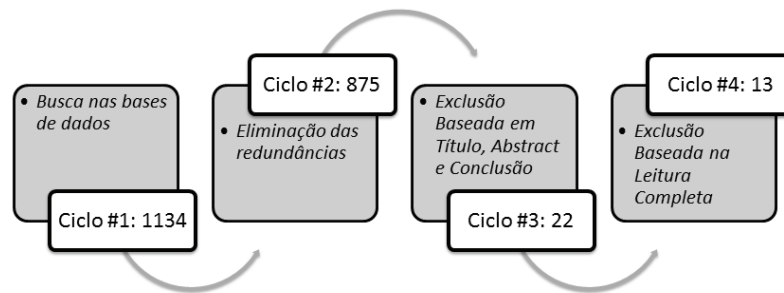 • Busca nas bases
de dados
Ciclo #1: 1134
Ciclo #2: 875
• Eliminação das
redundâncias
• Exclusão
Baseada em
Título, Abstract
e Conclusão
Ciclo #3: 22
Ciclo #4: 13
• Exclusão
Baseada na
Leitura
Completa